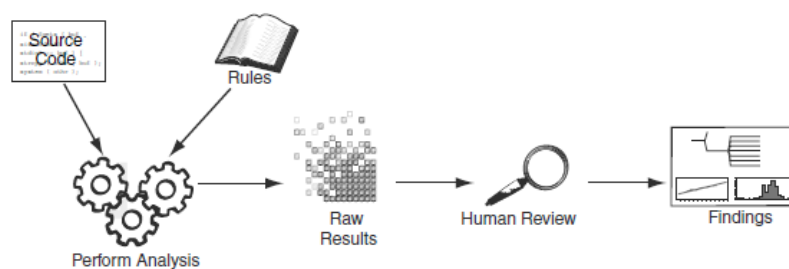 Source
Code
Rules
Perform Analysis
Raw
Results
Human Review
Findings